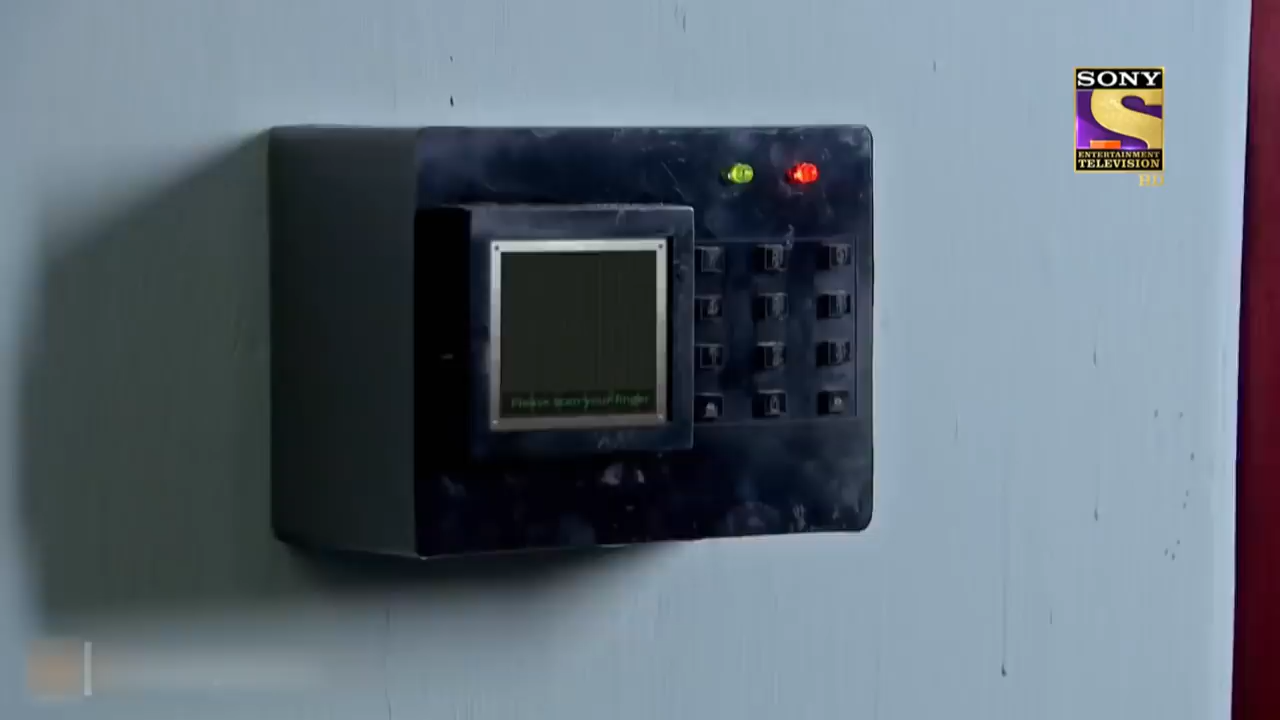 SONY
S
ENTERTAINMENT
TELEVISION
HD
Please scan your finger